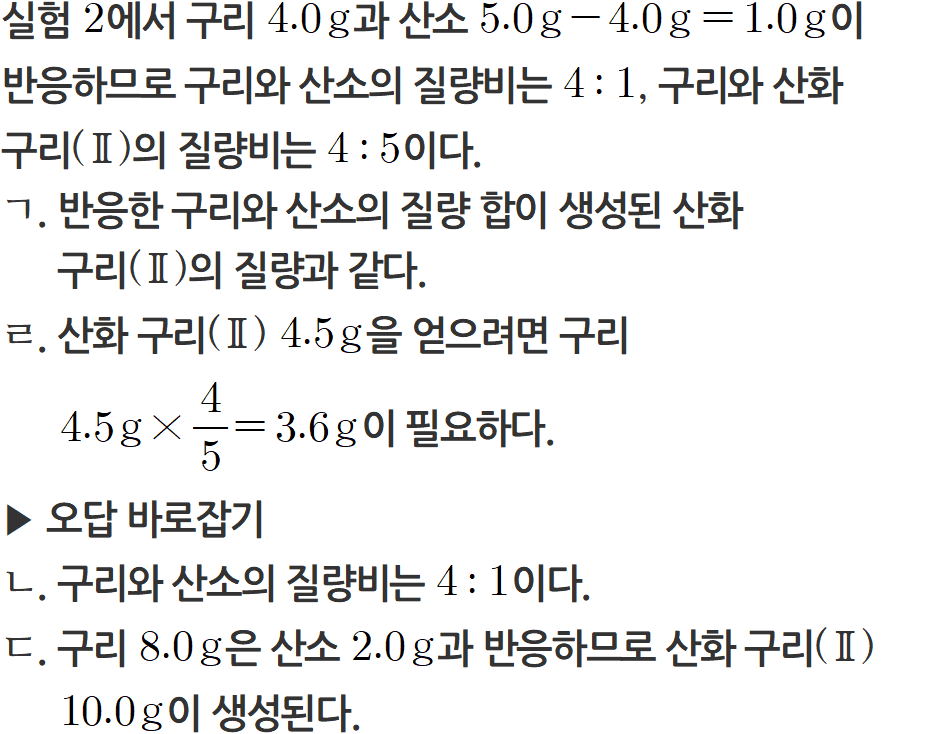 실험 2에서 구리 4.0 g과 산소 5.0 g − 4.0 g = 1.0 g이
반응하므로 구리와 산소의 질량비는 4 : 1, 구리와 산화
구리(Ⅱ)의 질량비는 4 : 5이다.
ㄱ. 반응한 구리와 산소의 질량 합이 생성된 산화
구리(Ⅱ)의 질량과 같다.
ㄹ. 산화 구리(Ⅱ) 4.5 g을 얻으려면 구리
4.5 g × 4/5 = 3.6 g이 필요하다.
▶ 오답 바로잡기
ㄴ. 구리와 산소의 질량비는 4 : 1이다.
ㄷ. 구리 8.0 g은 산소 2.0 g과 반응하므로 산화 구리(Ⅱ)
10.0 g이 생성된다.